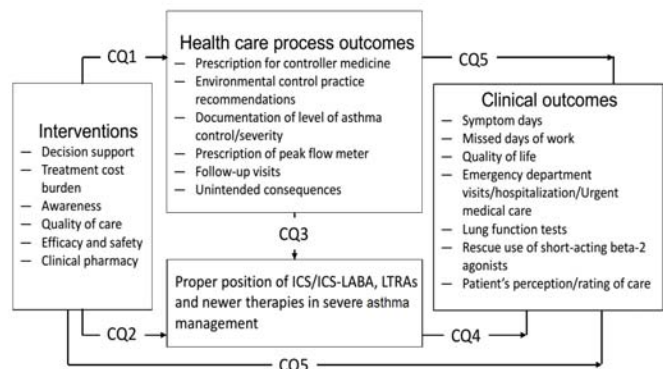 CQ1
Health care process outcomes
— Prescription for controller medicine
— Environmental control practice
recommendations
— Documentation of level of asthma
control/severity
— Prescription of peak flow meter
— Follow-up visits
— Unintended consequences
CQ5
Interventions
— Decision support
— Treatment cost
burden
— Awareness
— Quality of care
— Efficacy and safety
— Clinical pharmacy
Clinical outcomes
— Symptom days
— Missed days of work
— Quality of life
— Emergency department
visits/hospitalization/Urgent
medical care
— Lung function tests
— Rescue use of short-acting beta-2
agonists
— Patient's perception/rating of care
CQ3
Proper position of ICS/ICS-LABA, LTRAs
and newer therapies in severe asthma
management
CQ2
CQ4
CQ5